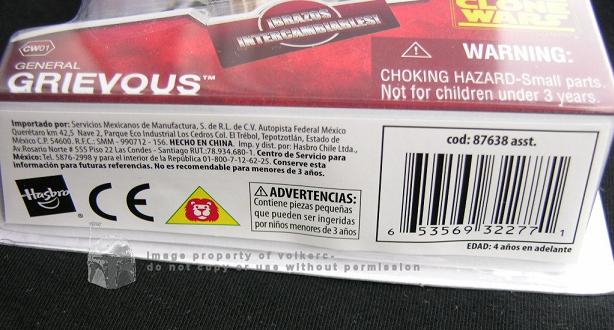 CLONE
WARS
¡BRAZOS
INTERCAMBIABLES!
CW01
GENERAL
GRIEVOUS™
WARNING:
CHOKING HAZARD-Small parts.
Not for children under 3 years.
Importado por: Servicios Mexicanos de Manufactura, S. de R.L. de C.V. Autopista Federal México
Querétaro km 42,5 Nave 2, Parque Eco Industrial Los Cedros Col. El Trébol, Tepotzotlán, Estado de
México C.P. 54600. R.F.C.: SMM - 990712 - 156. HECHO EN CHINA. Imp. y dist. por: Hasbro Chile Ltda.,
Av. Rosario Norte # 555 Piso 22 Las Condes - Santiago RUT.:78.934.680-1. Centro de Servicio para
México: Tel. 5876-2998 y para el interior de la República 01-800-7-12-62-25. Conserve esta
información para futuras referencias. No es recomendable para menores de 3 años.
Hasbro
CE
ADVERTENCIAS:
Contiene piezas pequeñas
que pueden ser ingeridas
por niños menores de 3 años
cod: 87638 asst.
6 53569 32277 1
EDAD: 4 años en adelante
Image property of volkerc-
do not copy or use without permission